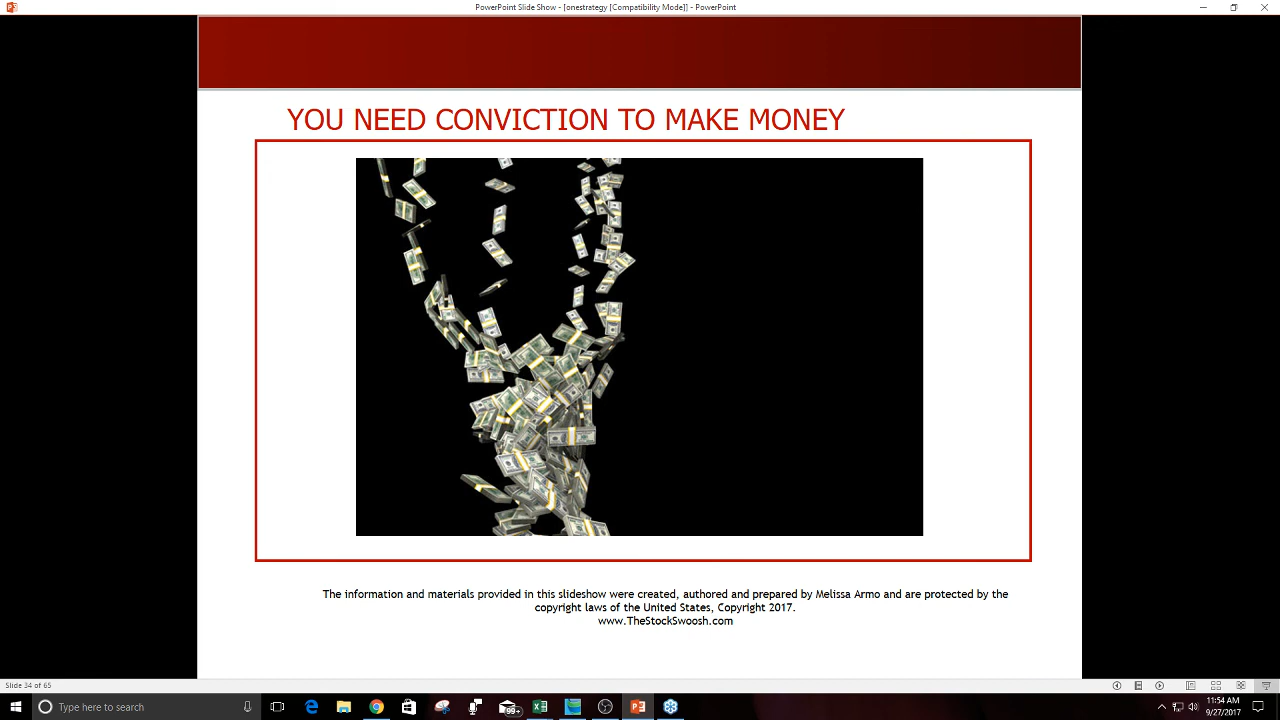 PowerPoint Slide Show - [onestrategy [Compatibility Mode]] - PowerPoint
YOU NEED CONVICTION TO MAKE MONEY
The information and materials provided in this slideshow were created, authored and prepared by Melissa Armo and are protected by the
copyright laws of the United States, Copyright 2017.
www.TheStockSwoosh.com
Slide 34 of 65
Type here to search
99+
11:54 AM
9/27/2017